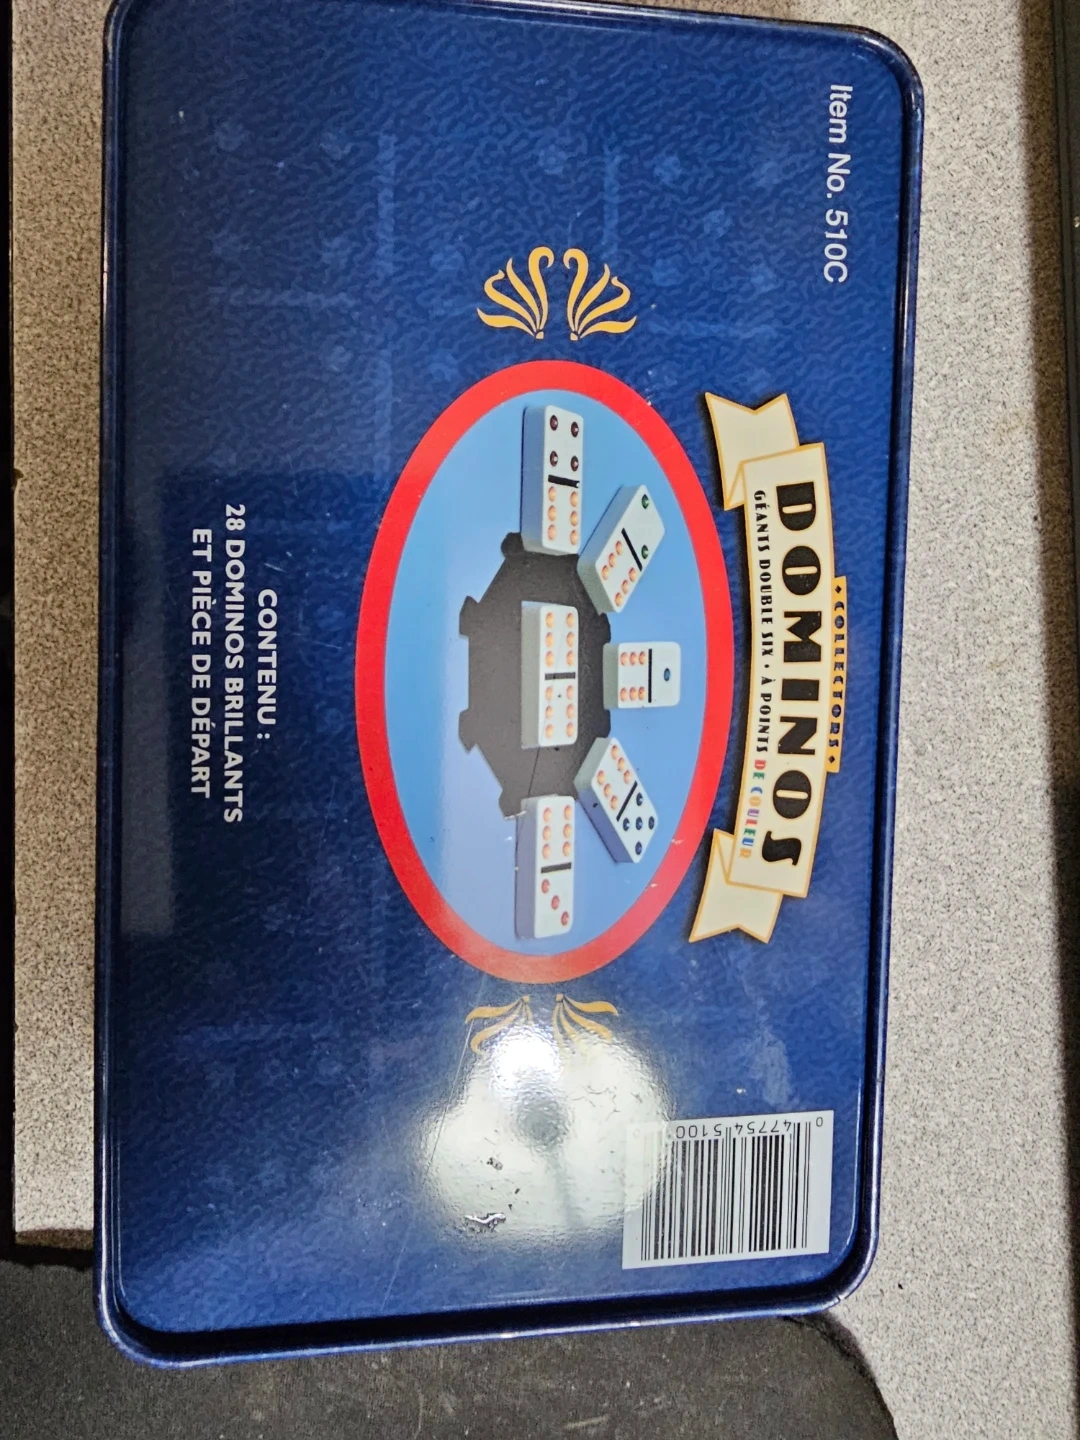 Item No. 510C
• COLLECTORS •
DOMINOS
GÉANTS DOUBLE SIX • À POINTS DE COULEUR
CONTENU :
28 DOMINOS BRILLANTS
ET PIÈCE DE DÉPART
0 47754 5100